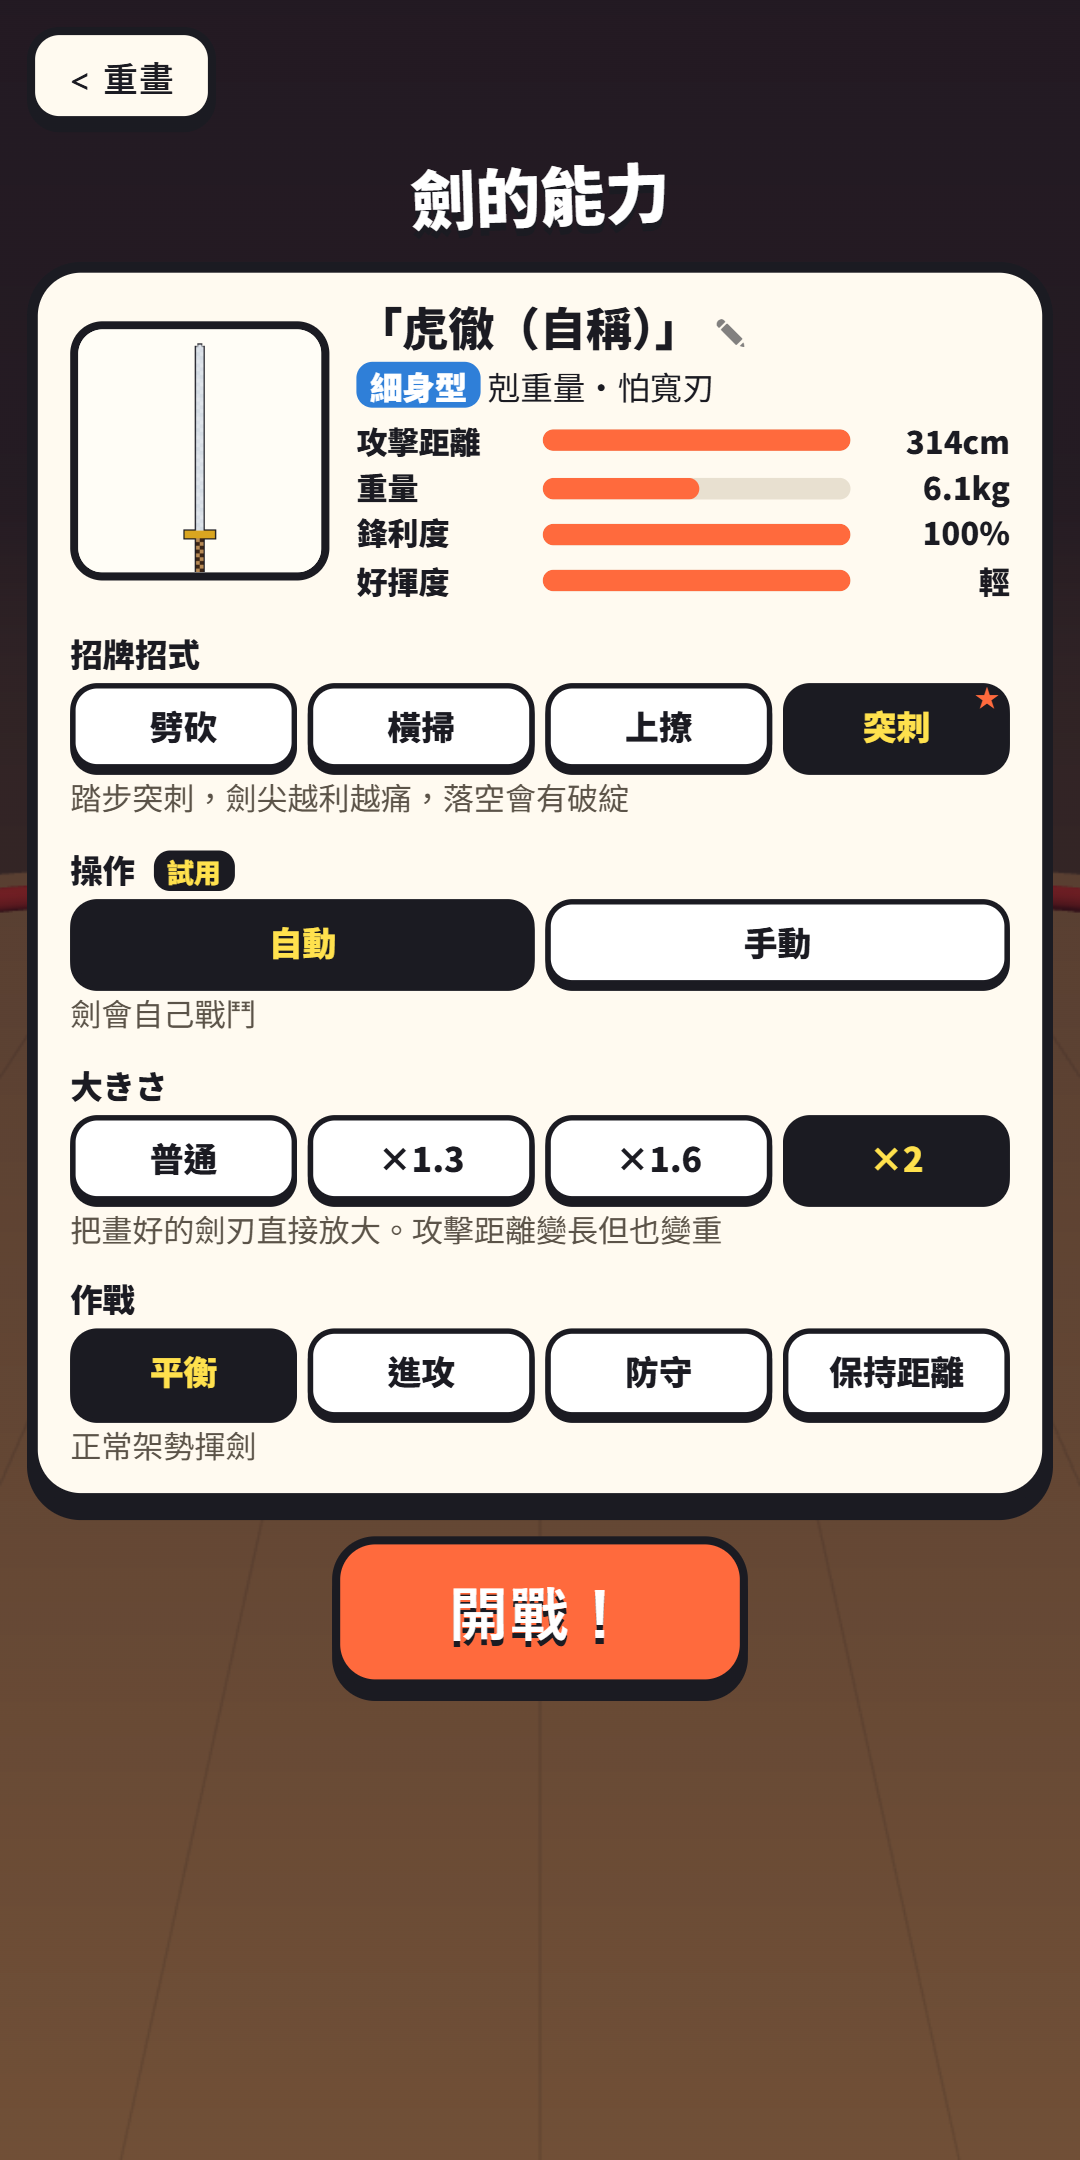 < 重畫
劍的能力
「虎徹（自稱）」
細身型 剋重量・怕寬刃
攻擊距離 314cm
重量 6.1kg
鋒利度 100%
好揮度 輕
招牌招式
劈砍 橫掃 上撩 突刺 ★
踏步突刺，劍尖越利越痛，落空會有破綻
操作 試用
自動 手動
劍會自己戰鬥
大きさ
普通 ×1.3 ×1.6 ×2
把畫好的劍刃直接放大。攻擊距離變長但也變重
作戰
平衡 進攻 防守 保持距離
正常架勢揮劍
開戰！